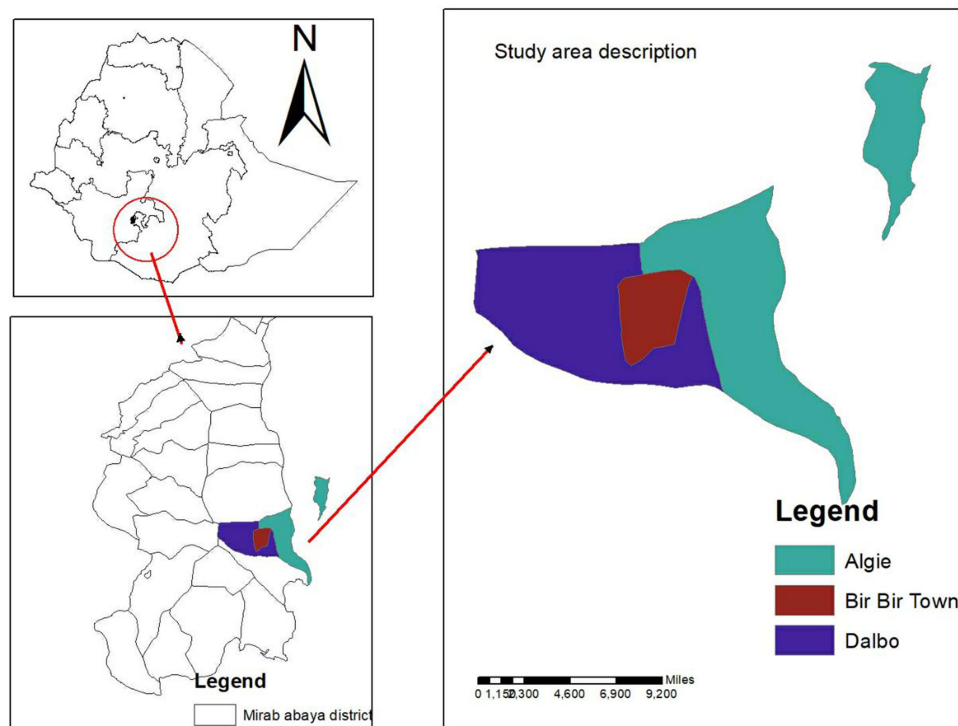 N
Study area description
Legend
Mirab abaya district
Legend
Algie
Bir Bir Town
Dalbo
Miles
0 1,150 2,300 4,600 6,900 9,200